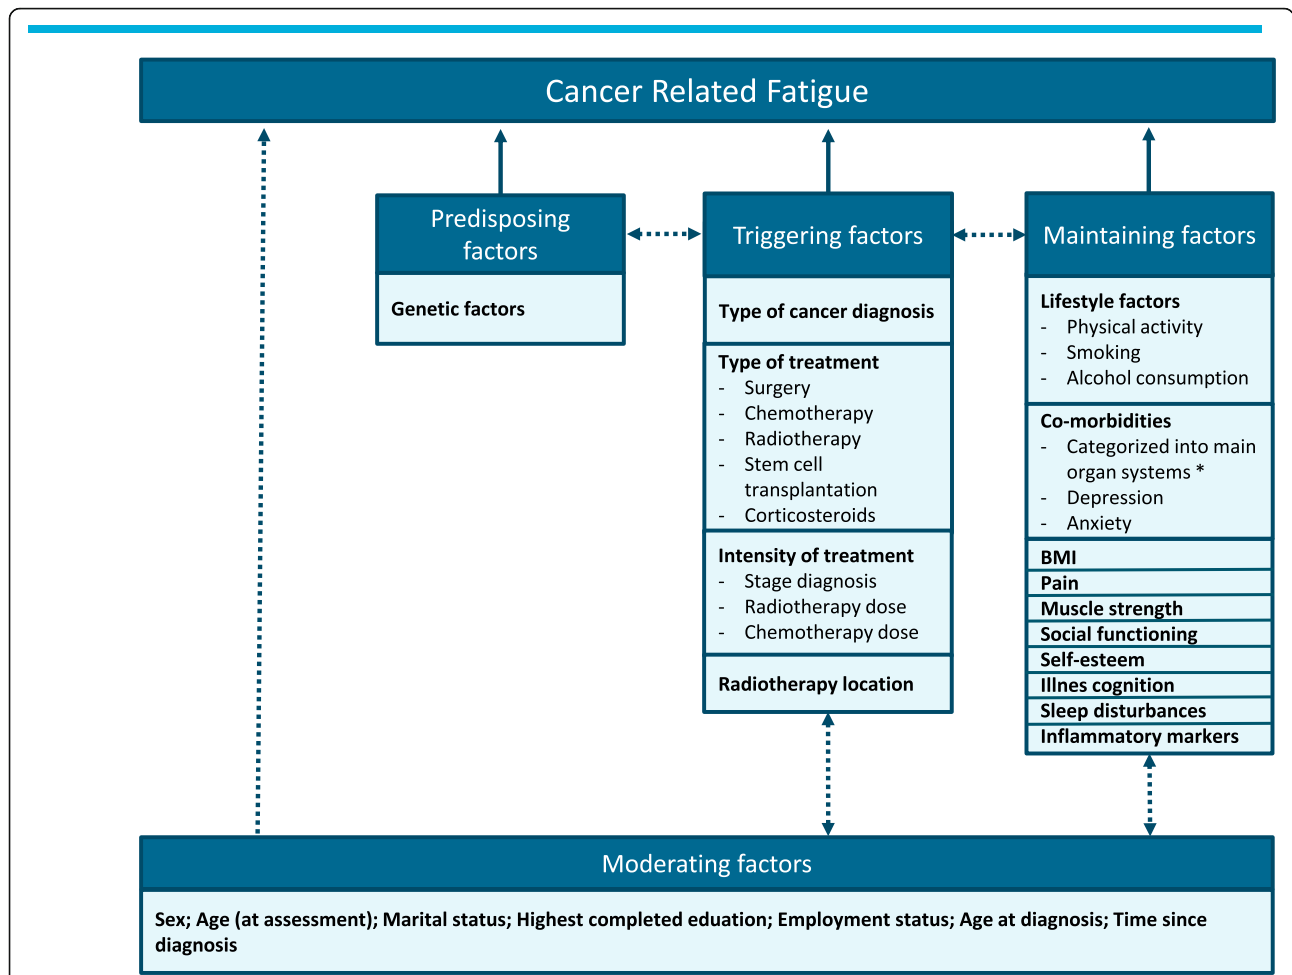 Cancer Related Fatigue
Predisposing
factors
Genetic factors
Triggering factors
Type of cancer diagnosis
Type of treatment
- Surgery
- Chemotherapy
- Radiotherapy
- Stem cell
transplantation
- Corticosteroids
Intensity of treatment
- Stage diagnosis
- Radiotherapy dose
- Chemotherapy dose
Radiotherapy location
Maintaining factors
Lifestyle factors
- Physical activity
- Smoking
- Alcohol consumption
Co-morbidities
- Categorized into main
organ systems *
- Depression
- Anxiety
BMI
Pain
Muscle strength
Social functioning
Self-esteem
Illnes cognition
Sleep disturbances
Inflammatory markers
Moderating factors
Sex; Age (at assessment); Marital status; Highest completed eduation; Employment status; Age at diagnosis; Time since
diagnosis